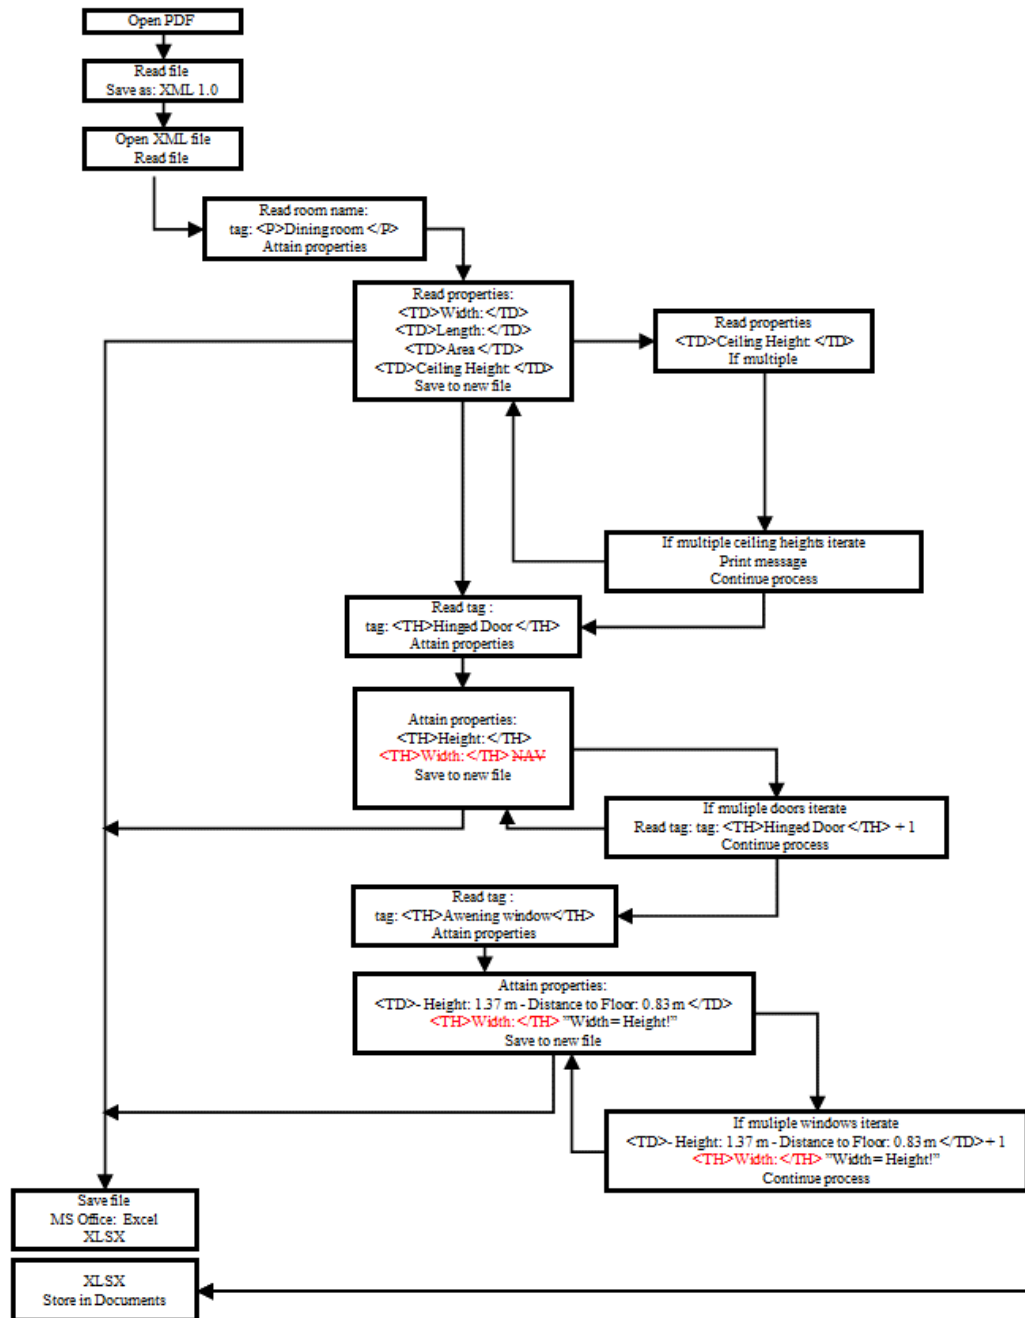 Open PDF
Read file
Save as: XML 1.0
Open XML file
Read file
Read room name:
tag: <P>Diningroom </P>
Attain properties
Read properties:
<TD>Width: </TD>
<TD>Length: </TD>
<TD>Area </TD>
<TD>Ceiling Height: </TD>
Save to new file
Read properties
<TD>Ceiling Height: </TD>
If multiple
If multiple ceiling heights iterate
Print message
Continue process
Read tag :
tag: <TH>Hinged Door </TH>
Attain properties
Attain properties:
<TH>Height: </TH>
<TH>Width: </TH> NAV
Save to new file
If muliple doors iterate
Read tag: tag: <TH>Hinged Door </TH> + 1
Continue process
Read tag :
tag: <TH>Awening window</TH>
Attain properties
Attain properties:
<TD>- Height: 1.37 m - Distance to Floor: 0.83 m </TD>
<TH>Width: </TH> "Width = Height!"
Save to new file
If muliple windows iterate
<TD>- Height: 1.37 m - Distance to Floor: 0.83 m </TD> + 1
<TH>Width: </TH> "Width = Height!"
Continue process
Save file
MS Office: Excel
XLSX
XLSX
Store in Documents